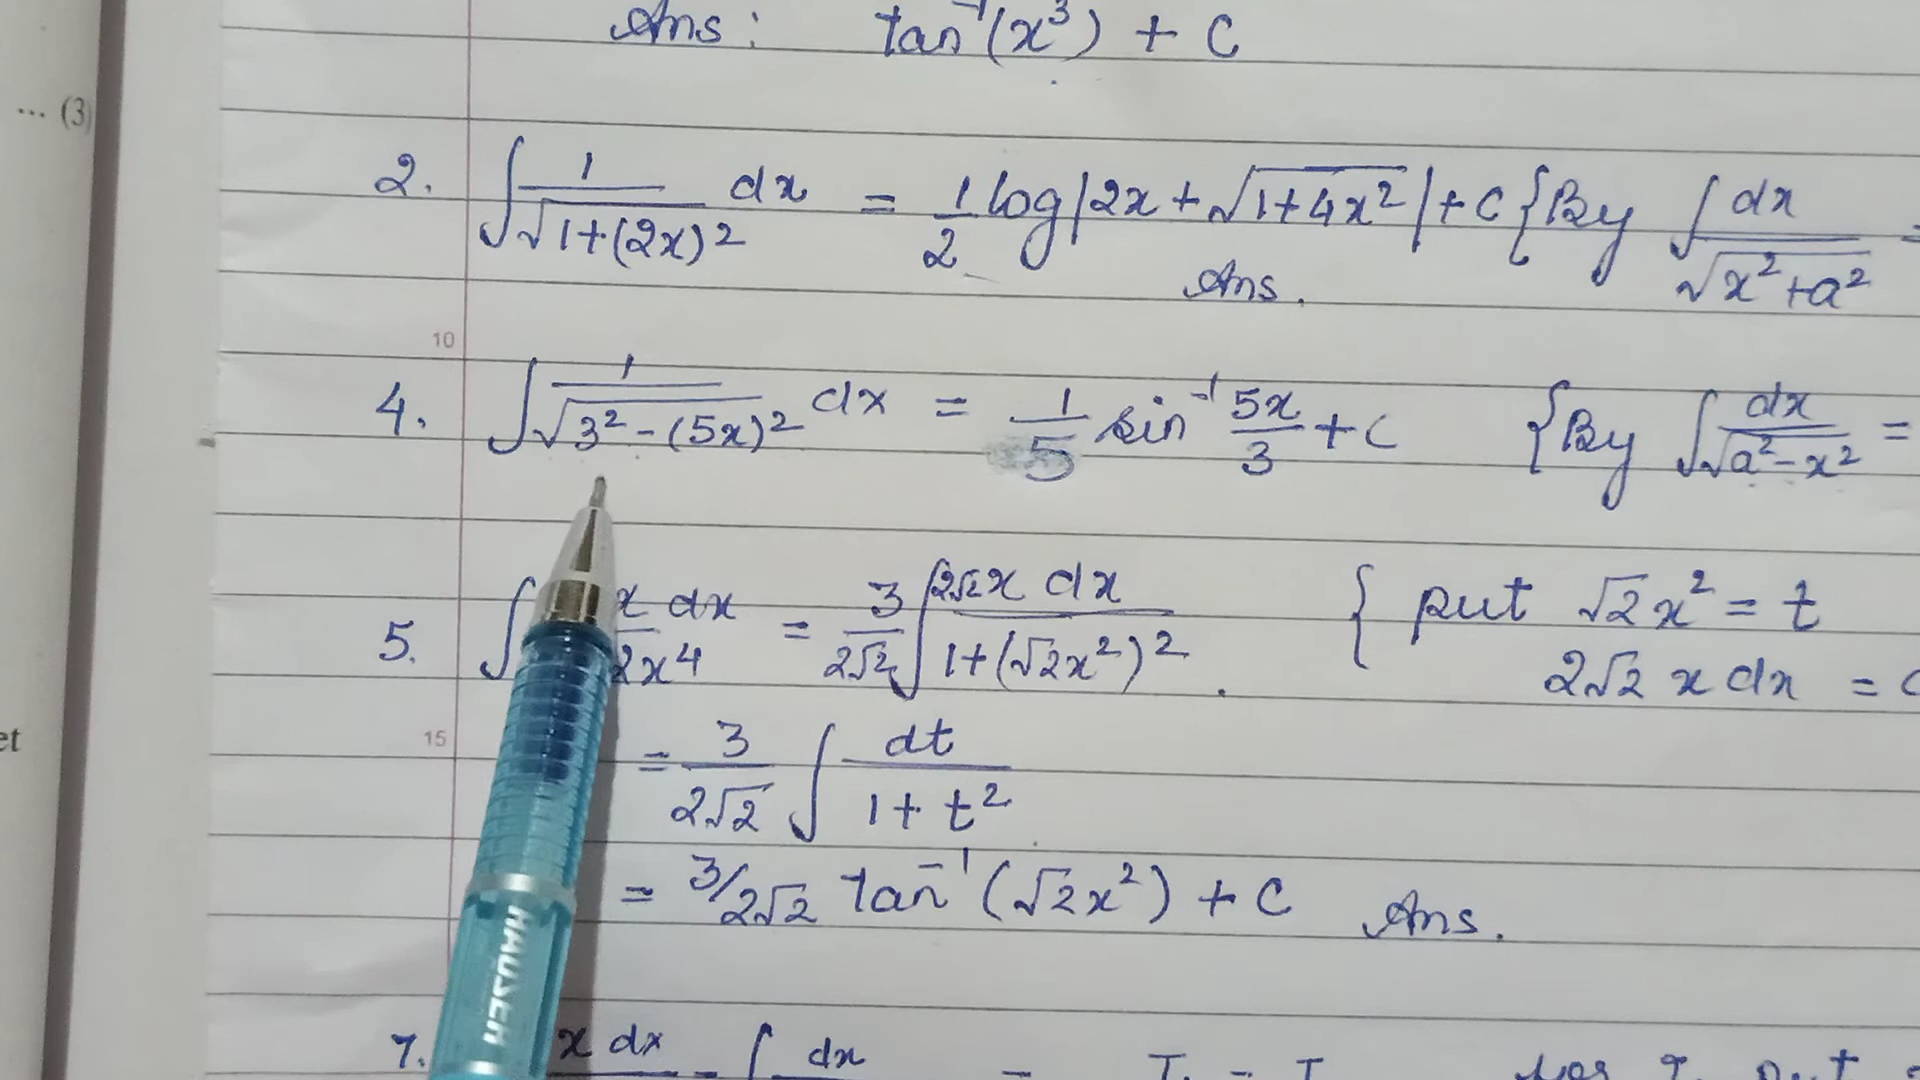 Ans: tan⁻¹(x³) + C
... (3)
2. ∫ 1/√1+(2x)² dx = 1/2 log|2x + √1+4x²| + C {By ∫ dx/√x²+a² =
Ans.
10
4. ∫ 1/√3²-(5x)² dx = 1/5 sin⁻¹ 5x/3 + C {By ∫ dx/√a²-x² =
5. ∫ x dx/2x⁴ = 3/2√2 ∫ 2√2x dx/1+(√2x²)². { put √2x² = t
2√2 x dx =
et
15
= 3/2√2 ∫ dt/1+t²
= 3/2√2 tan⁻¹(√2x²) + C Ans.
HAUSER
7. x dx ∫ dx